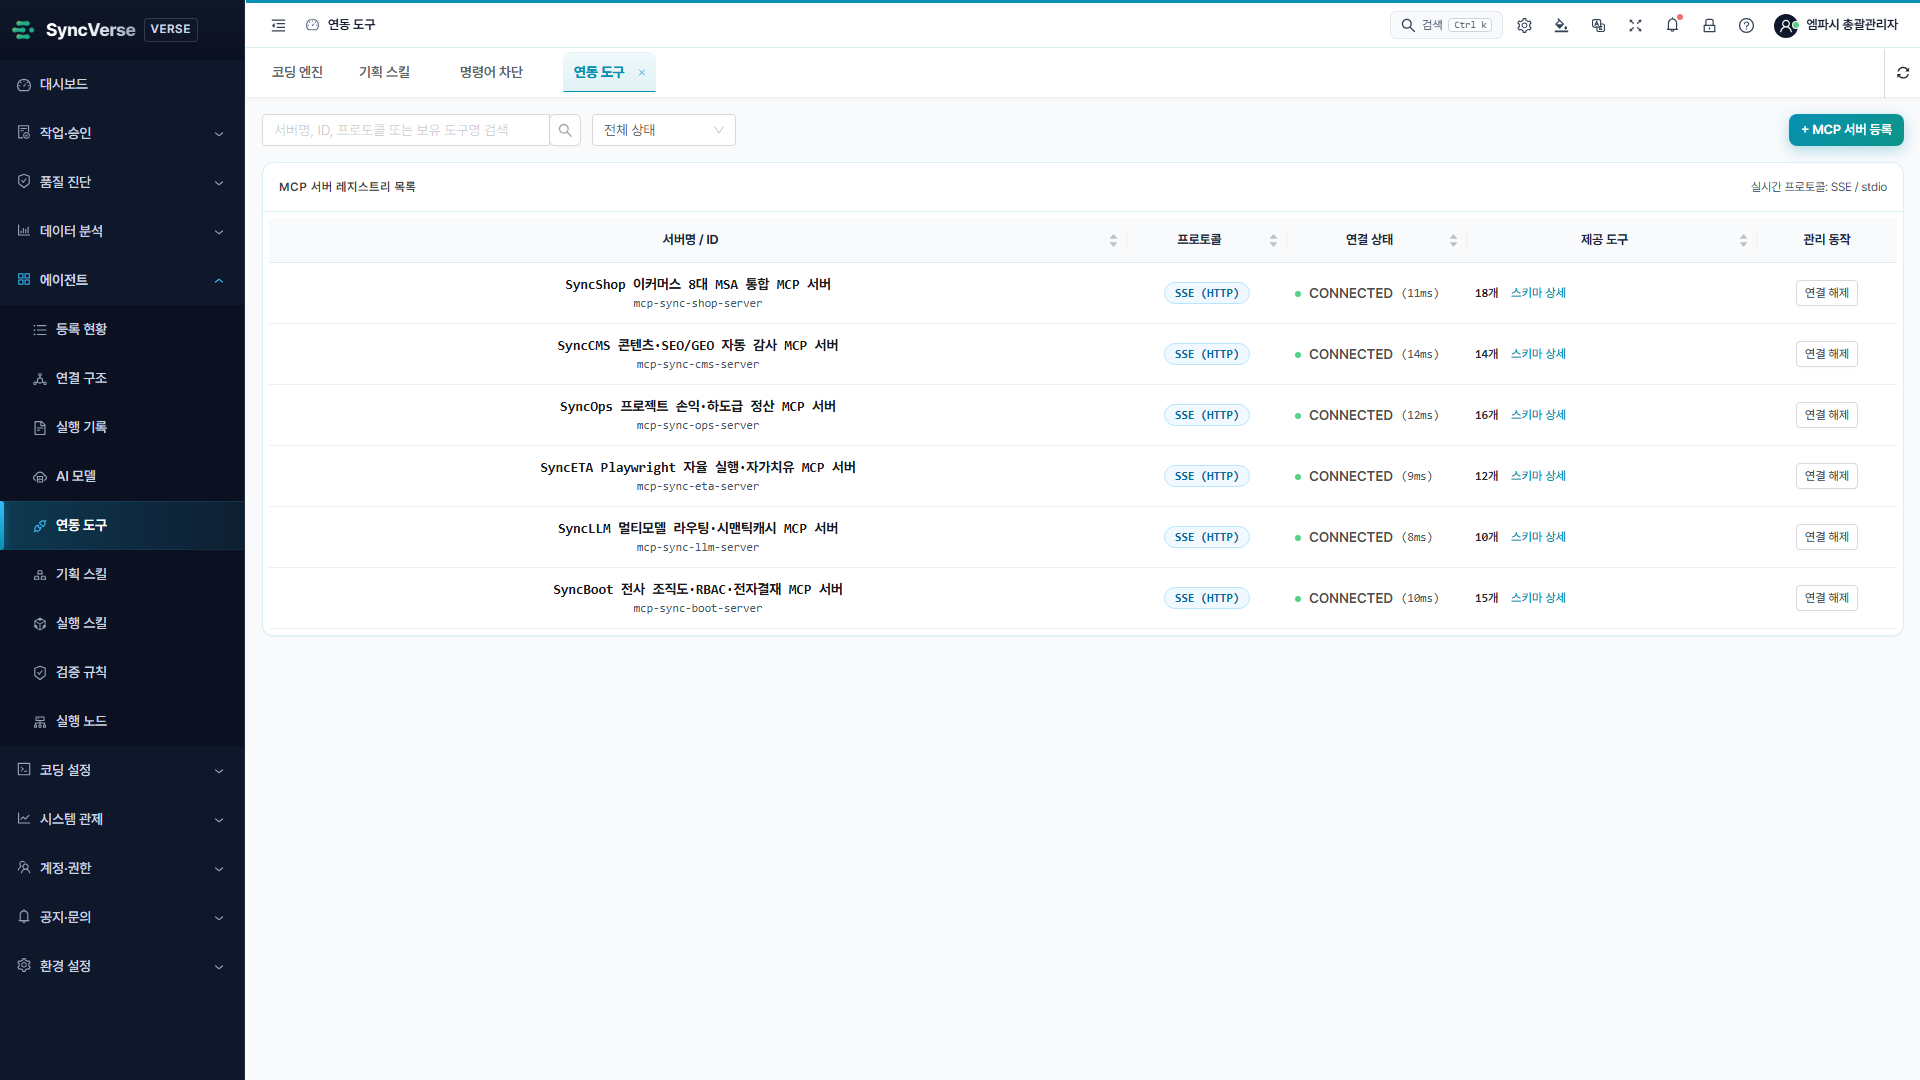 SyncVerse VERSE
대시보드
작업·승인
품질 진단
데이터 분석
에이전트
등록 현황
연결 구조
실행 기록
AI 모델
연동 도구
기획 스킬
실행 스킬
검증 규칙
실행 노드
코딩 설정
시스템 관제
계정·권한
공지·문의
환경 설정
연동 도구
검색 Ctrl k
엠파시 총괄관리자
코딩 엔진 기획 스킬 명령어 차단 연동 도구 ×
서버명, ID, 프로토콜 또는 보유 도구명 검색
전체 상태
+ MCP 서버 등록
MCP 서버 레지스트리 목록
실시간 프로토콜: SSE / stdio
서버명 / ID 프로토콜 연결 상태 제공 도구 관리 동작
SyncShop 이커머스 8대 MSA 통합 MCP 서버
mcp-sync-shop-server
SSE (HTTP) CONNECTED (11ms) 18개 스키마 상세 연결 해제
SyncCMS 콘텐츠·SEO/GEO 자동 감사 MCP 서버
mcp-sync-cms-server
SSE (HTTP) CONNECTED (14ms) 14개 스키마 상세 연결 해제
SyncOps 프로젝트 손익·하도급 정산 MCP 서버
mcp-sync-ops-server
SSE (HTTP) CONNECTED (12ms) 16개 스키마 상세 연결 해제
SyncETA Playwright 자율 실행·자가치유 MCP 서버
mcp-sync-eta-server
SSE (HTTP) CONNECTED (9ms) 12개 스키마 상세 연결 해제
SyncLLM 멀티모델 라우팅·시맨틱캐시 MCP 서버
mcp-sync-llm-server
SSE (HTTP) CONNECTED (8ms) 10개 스키마 상세 연결 해제
SyncBoot 전사 조직도·RBAC·전자결재 MCP 서버
mcp-sync-boot-server
SSE (HTTP) CONNECTED (10ms) 15개 스키마 상세 연결 해제